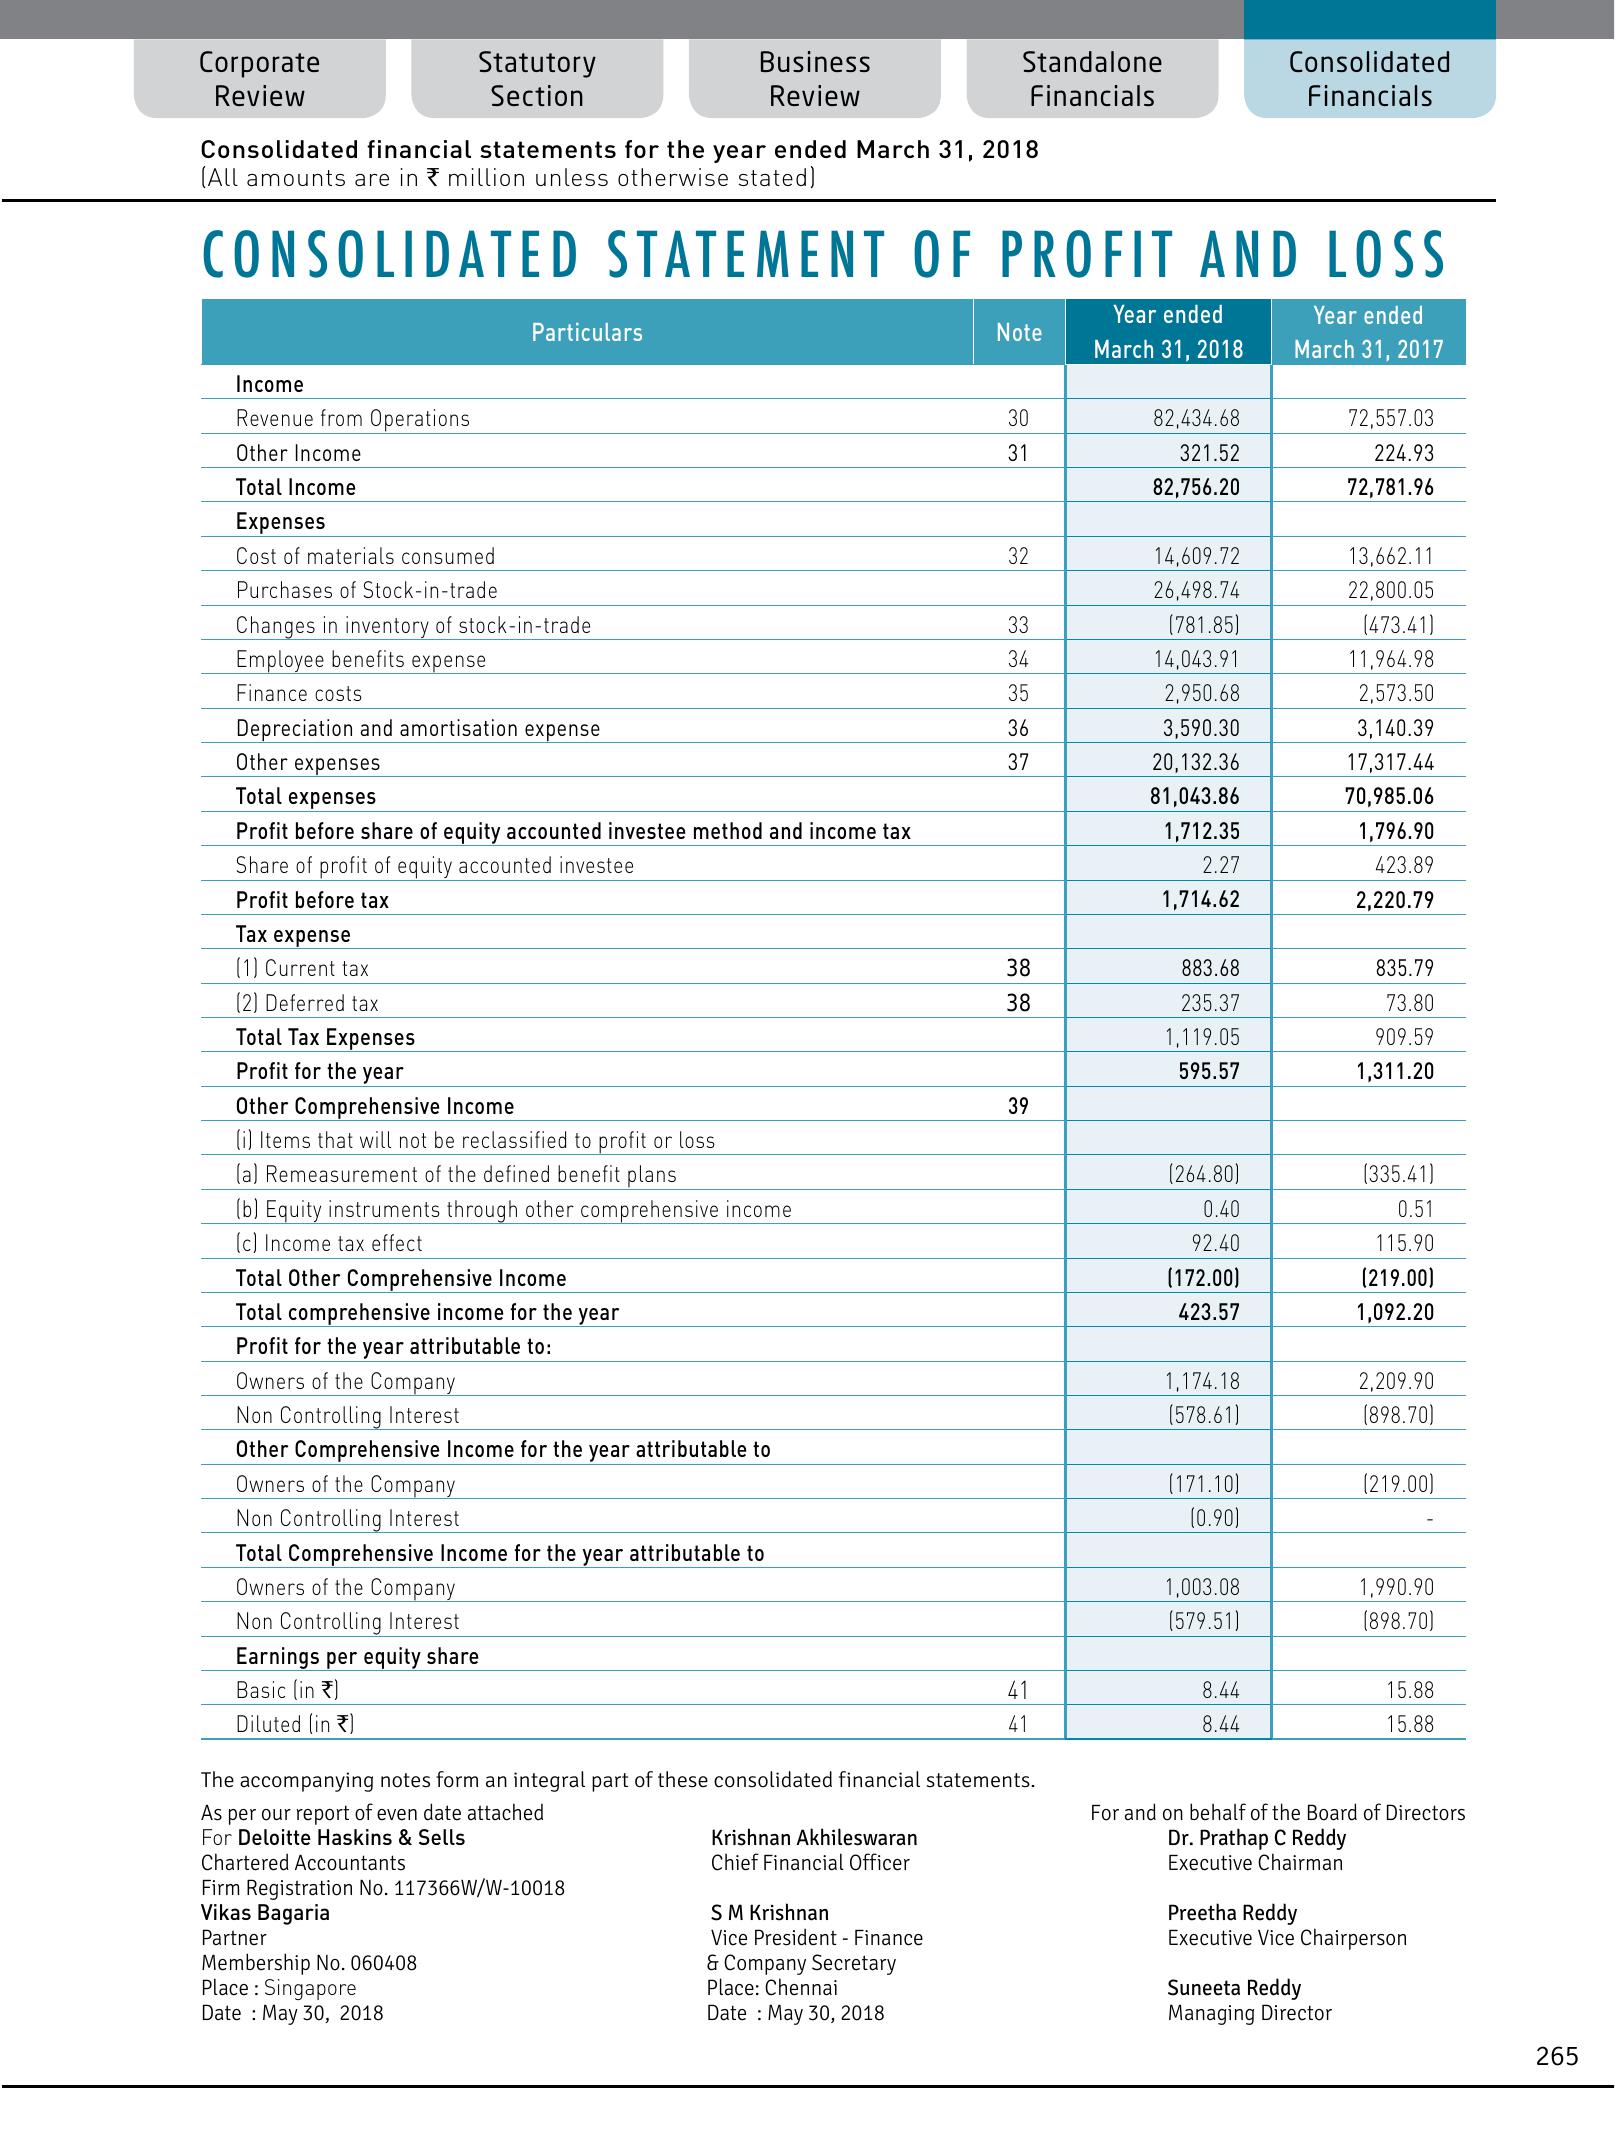 Corporate Review
Statutory Section
Business Review
Standalone Financials
Consolidated Financials
Consolidated financial statements for the year ended March 31, 2018
(All amounts are in ₹ million unless otherwise stated)
CONSOLIDATED STATEMENT OF PROFIT AND LOSS
Particulars Note Year ended March 31, 2018 Year ended March 31, 2017
Income
Revenue from Operations 30 82,434.68 72,557.03
Other Income 31 321.52 224.93
Total Income 82,756.20 72,781.96
Expenses
Cost of materials consumed 32 14,609.72 13,662.11
Purchases of Stock-in-trade 26,498.74 22,800.05
Changes in inventory of stock-in-trade 33 (781.85) (473.41)
Employee benefits expense 34 14,043.91 11,964.98
Finance costs 35 2,950.68 2,573.50
Depreciation and amortisation expense 36 3,590.30 3,140.39
Other expenses 37 20,132.36 17,317.44
Total expenses 81,043.86 70,985.06
Profit before share of equity accounted investee method and income tax 1,712.35 1,796.90
Share of profit of equity accounted investee 2.27 423.89
Profit before tax 1,714.62 2,220.79
Tax expense
(1) Current tax 38 883.68 835.79
(2) Deferred tax 38 235.37 73.80
Total Tax Expenses 1,119.05 909.59
Profit for the year 595.57 1,311.20
Other Comprehensive Income 39
(i) Items that will not be reclassified to profit or loss
(a) Remeasurement of the defined benefit plans (264.80) (335.41)
(b) Equity instruments through other comprehensive income 0.40 0.51
(c) Income tax effect 92.40 115.90
Total Other Comprehensive Income (172.00) (219.00)
Total comprehensive income for the year 423.57 1,092.20
Profit for the year attributable to:
Owners of the Company 1,174.18 2,209.90
Non Controlling Interest (578.61) (898.70)
Other Comprehensive Income for the year attributable to
Owners of the Company (171.10) (219.00)
Non Controlling Interest (0.90) -
Total Comprehensive Income for the year attributable to
Owners of the Company 1,003.08 1,990.90
Non Controlling Interest (579.51) (898.70)
Earnings per equity share
Basic (in ₹) 41 8.44 15.88
Diluted (in ₹) 41 8.44 15.88
The accompanying notes form an integral part of these consolidated financial statements.
As per our report of even date attached For and on behalf of the Board of Directors
For Deloitte Haskins & Sells Krishnan Akhileswaran Dr. Prathap C Reddy
Chartered Accountants Chief Financial Officer Executive Chairman
Firm Registration No. 117366W/W-10018
Vikas Bagaria S M Krishnan Preetha Reddy
Partner Vice President - Finance Executive Vice Chairperson
Membership No. 060408 & Company Secretary
Place : Singapore Place: Chennai Suneeta Reddy
Date : May 30, 2018 Date : May 30, 2018 Managing Director
265